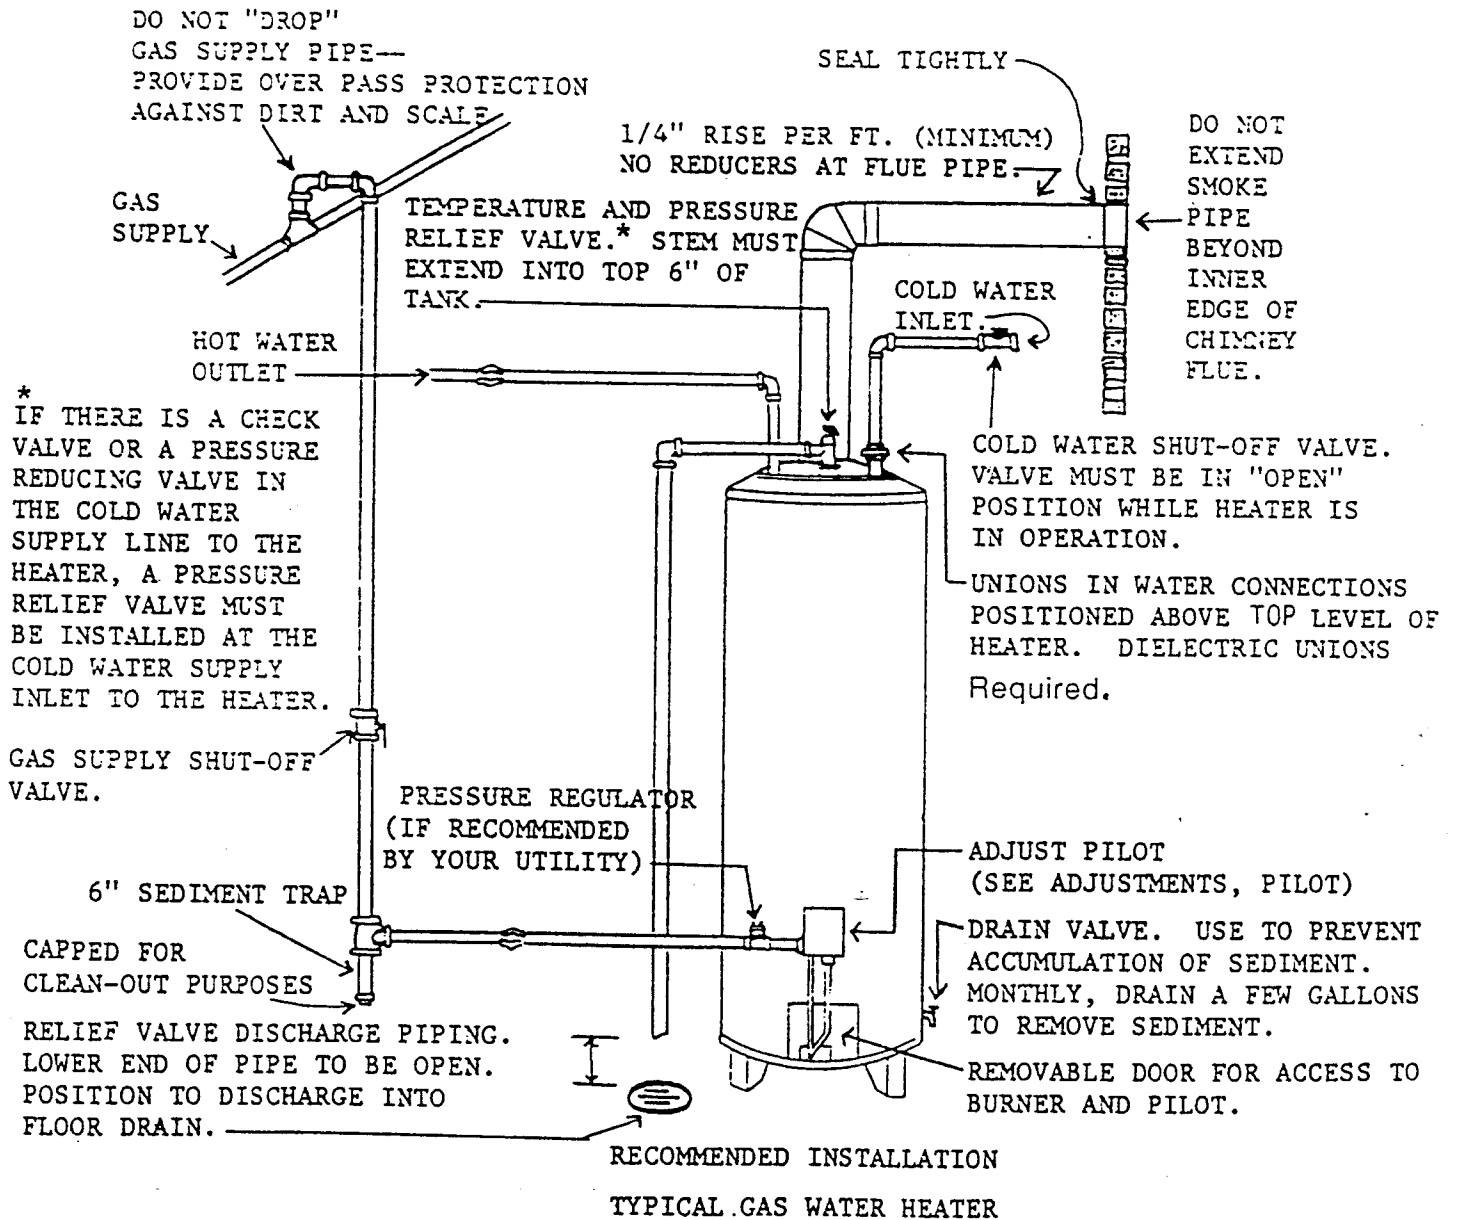 DO NOT "DROP"
GAS SUPPLY PIPE—
PROVIDE OVER PASS PROTECTION
AGAINST DIRT AND SCALE
SEAL TIGHTLY
1/4" RISE PER FT. (MINIMUM)
NO REDUCERS AT FLUE PIPE.
DO NOT
EXTEND
SMOKE
PIPE
BEYOND
INNER
EDGE OF
CHIMNEY
FLUE.
GAS
SUPPLY
TEMPERATURE AND PRESSURE
RELIEF VALVE.* STEM MUST
EXTEND INTO TOP 6" OF
TANK.
COLD WATER
INLET.
HOT WATER
OUTLET
*
IF THERE IS A CHECK
VALVE OR A PRESSURE
REDUCING VALVE IN
THE COLD WATER
SUPPLY LINE TO THE
HEATER, A PRESSURE
RELIEF VALVE MUST
BE INSTALLED AT THE
COLD WATER SUPPLY
INLET TO THE HEATER.
COLD WATER SHUT-OFF VALVE.
VALVE MUST BE IN "OPEN"
POSITION WHILE HEATER IS
IN OPERATION.
UNIONS IN WATER CONNECTIONS
POSITIONED ABOVE TOP LEVEL OF
HEATER. DIELECTRIC UNIONS
Required.
GAS SUPPLY SHUT-OFF
VALVE.
PRESSURE REGULATOR
(IF RECOMMENDED
BY YOUR UTILITY)
ADJUST PILOT
(SEE ADJUSTMENTS, PILOT)
6" SEDIMENT TRAP
CAPPED FOR
CLEAN-OUT PURPOSES
DRAIN VALVE. USE TO PREVENT
ACCUMULATION OF SEDIMENT.
MONTHLY, DRAIN A FEW GALLONS
TO REMOVE SEDIMENT.
RELIEF VALVE DISCHARGE PIPING.
LOWER END OF PIPE TO BE OPEN.
POSITION TO DISCHARGE INTO
FLOOR DRAIN.
REMOVABLE DOOR FOR ACCESS TO
BURNER AND PILOT.
RECOMMENDED INSTALLATION
TYPICAL.GAS WATER HEATER